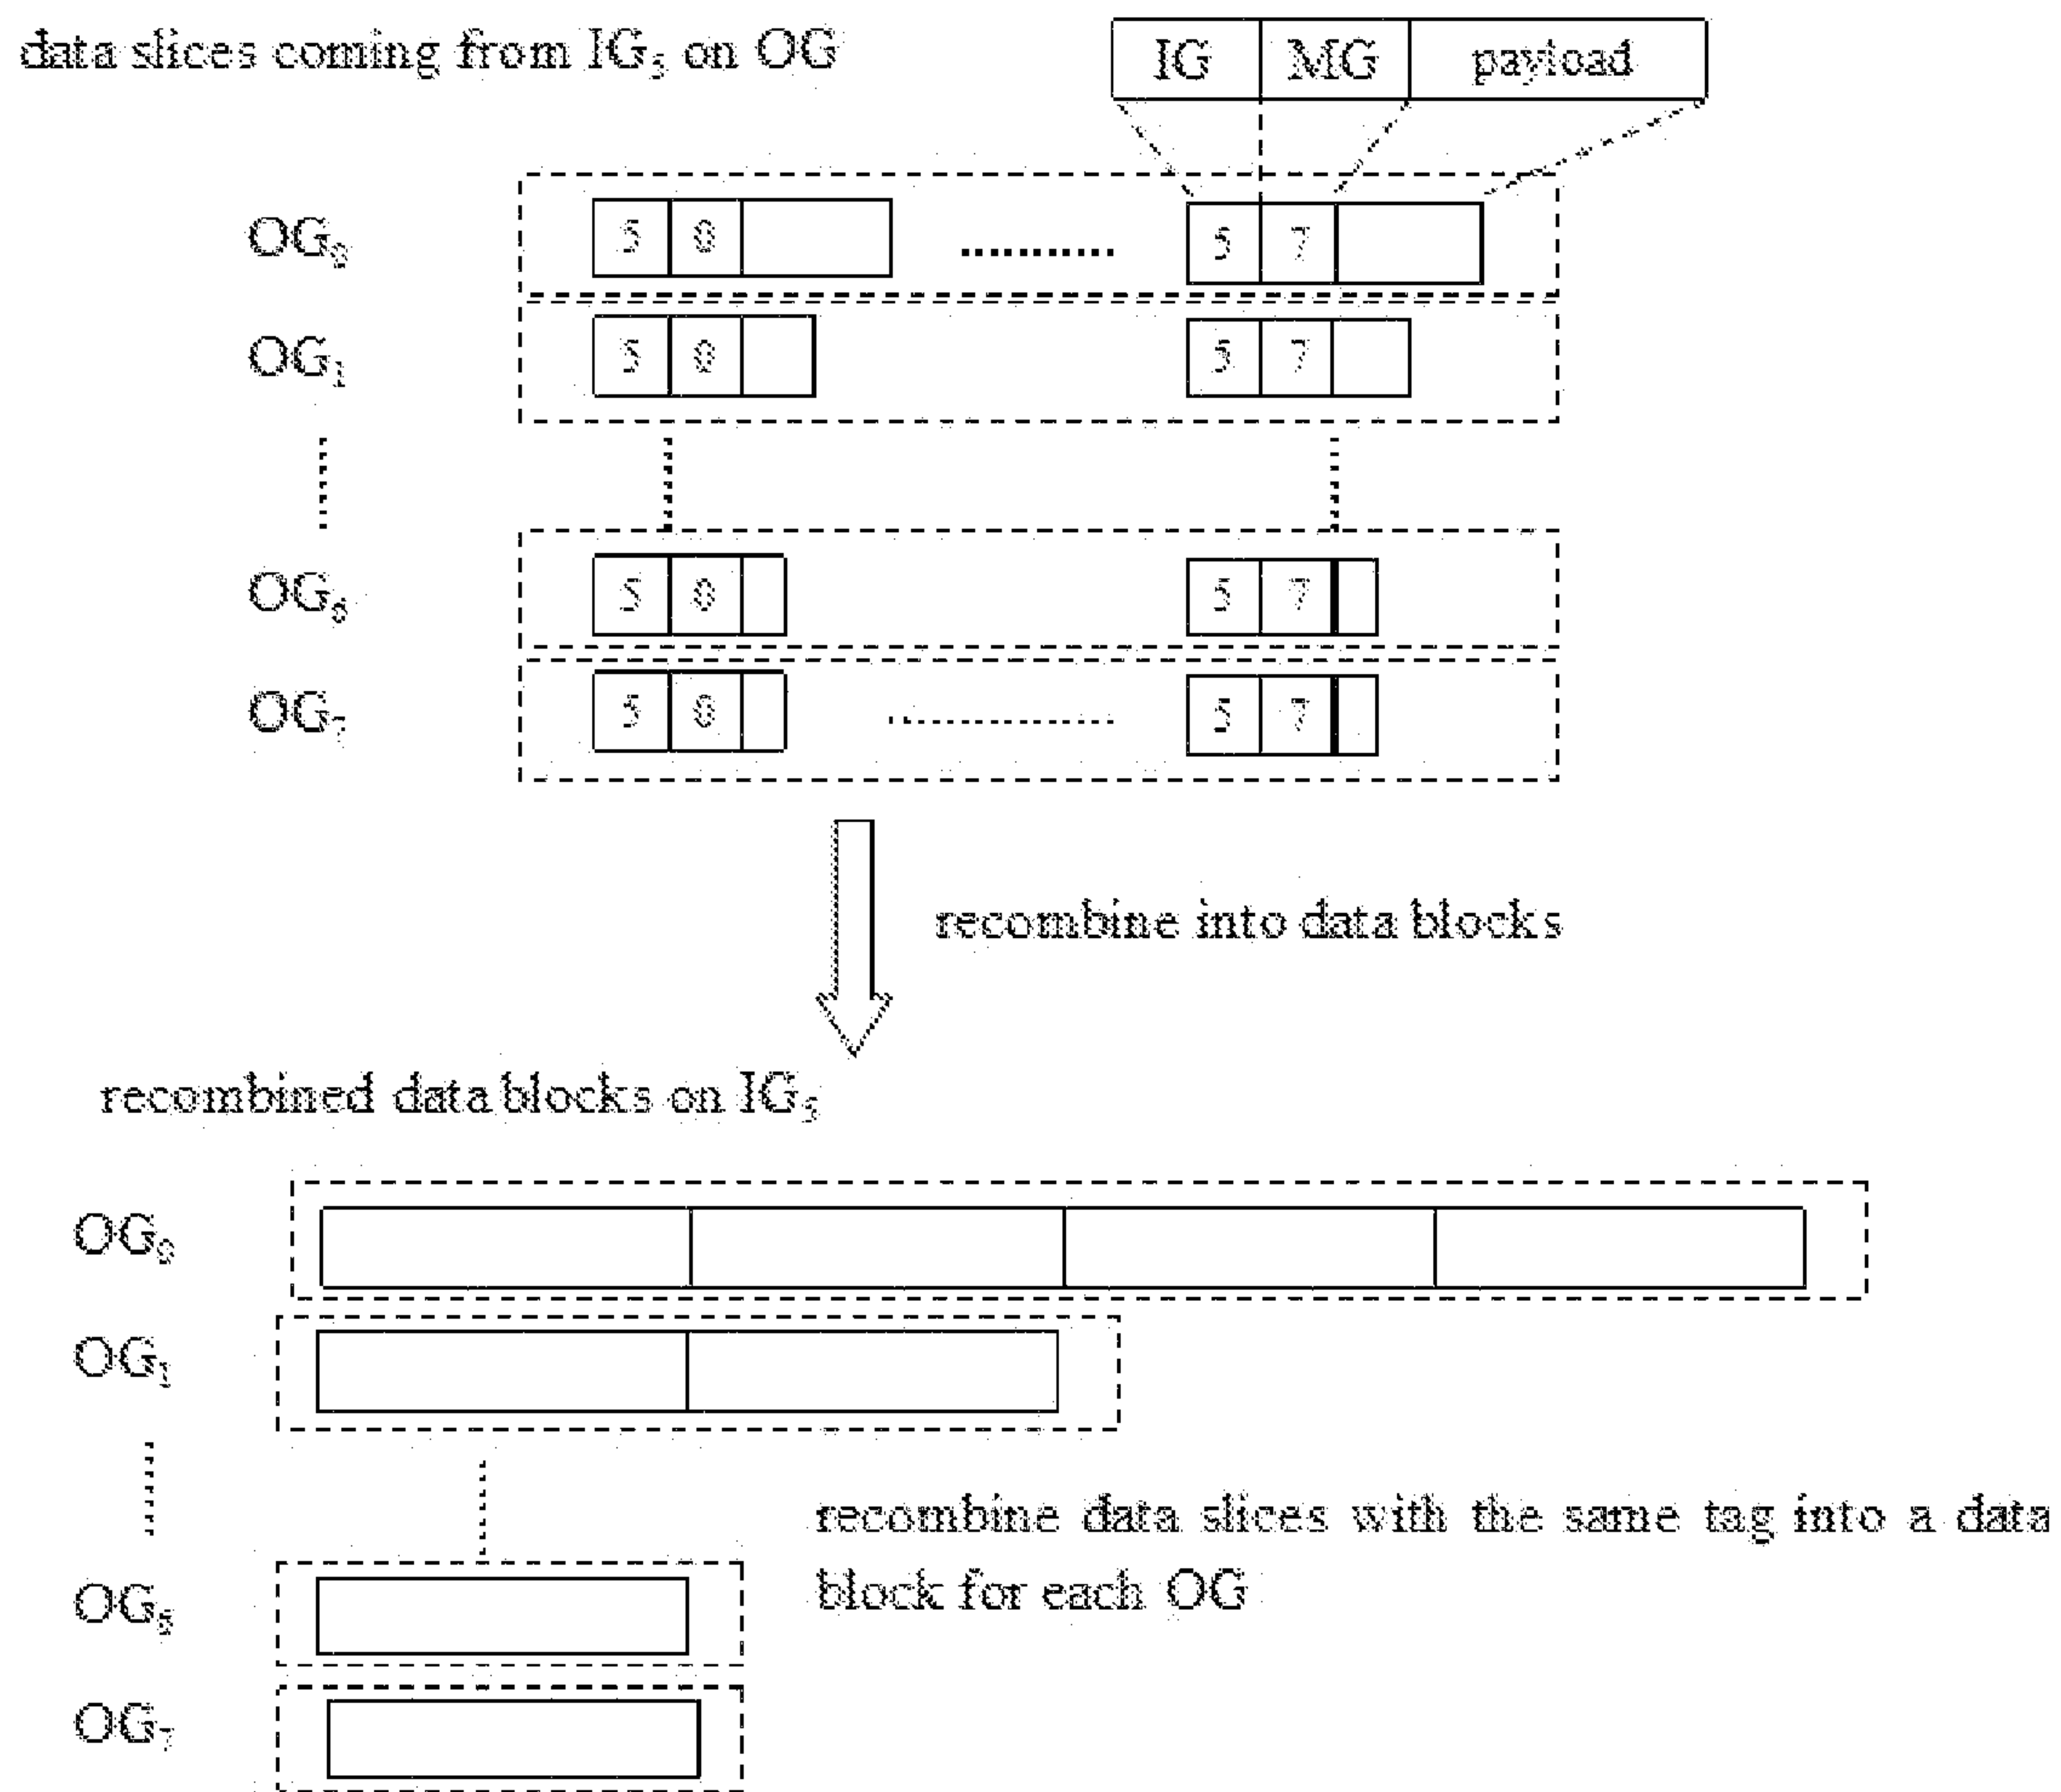 data slices coming from IG₅ on OG
IG MG payload
OG₀ 5 0 5 7
OG₁ 5 0 5 7
OG₆ 5 0 5 7
OG₇ 5 0 5 7
recombine into data blocks
recombined data blocks on IG₅
OG₀
OG₁
recombine data slices with the same tag into a data
block for each OG
OG₆
OG₇